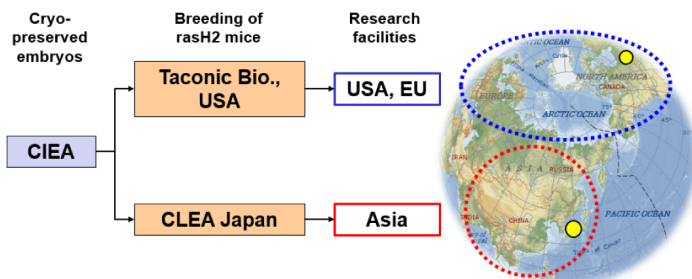 Cryo-
preserved
embryos
Breeding of
rasH2 mice
Research
facilities
CIEA
Taconic Bio.,
USA
USA, EU
CLEA Japan
Asia
ARCTIC OCEAN
NORTH AMERICA
CANADA
EUROPE
ARCTIC OCEAN
IRAN
ASIA
RUSSIA
CHINA
INDIA
PACIFIC OCEAN